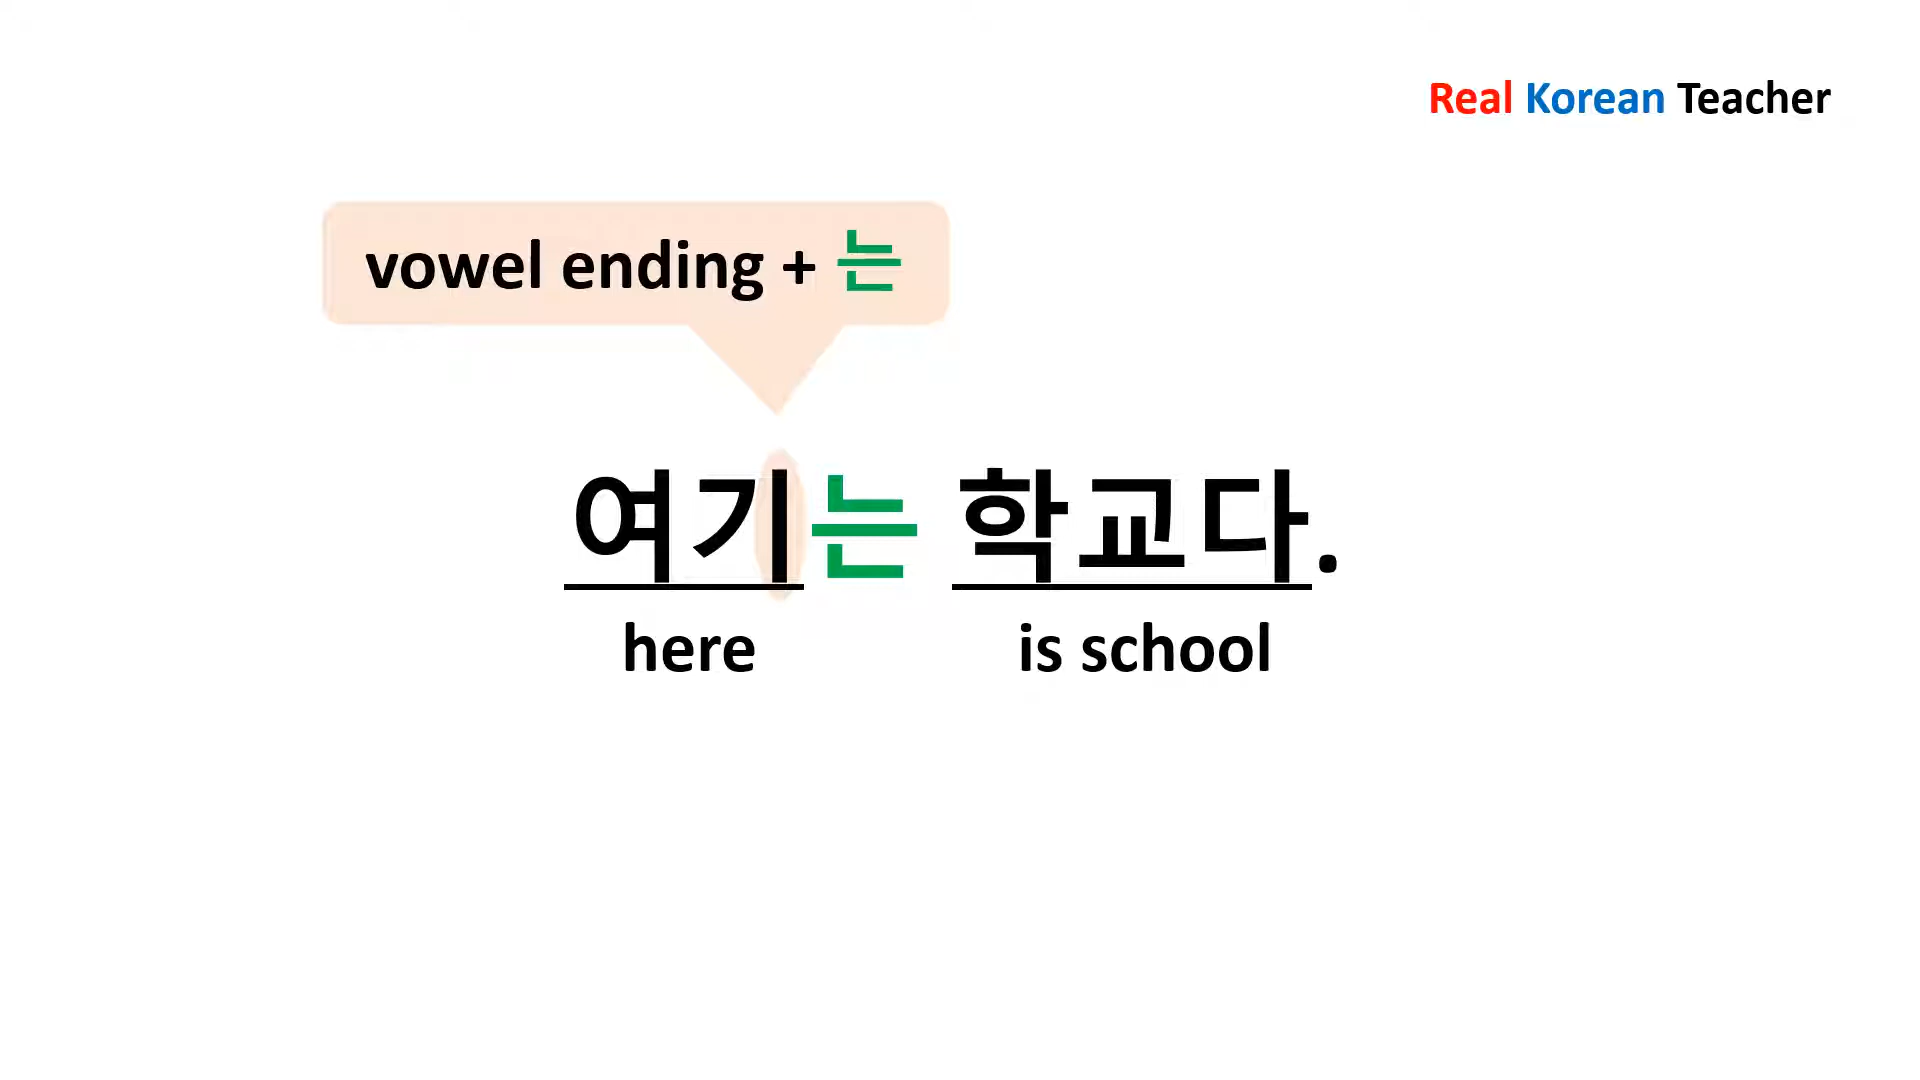 Real Korean Teacher
vowel ending + 는
여기는 학교다.
here is school